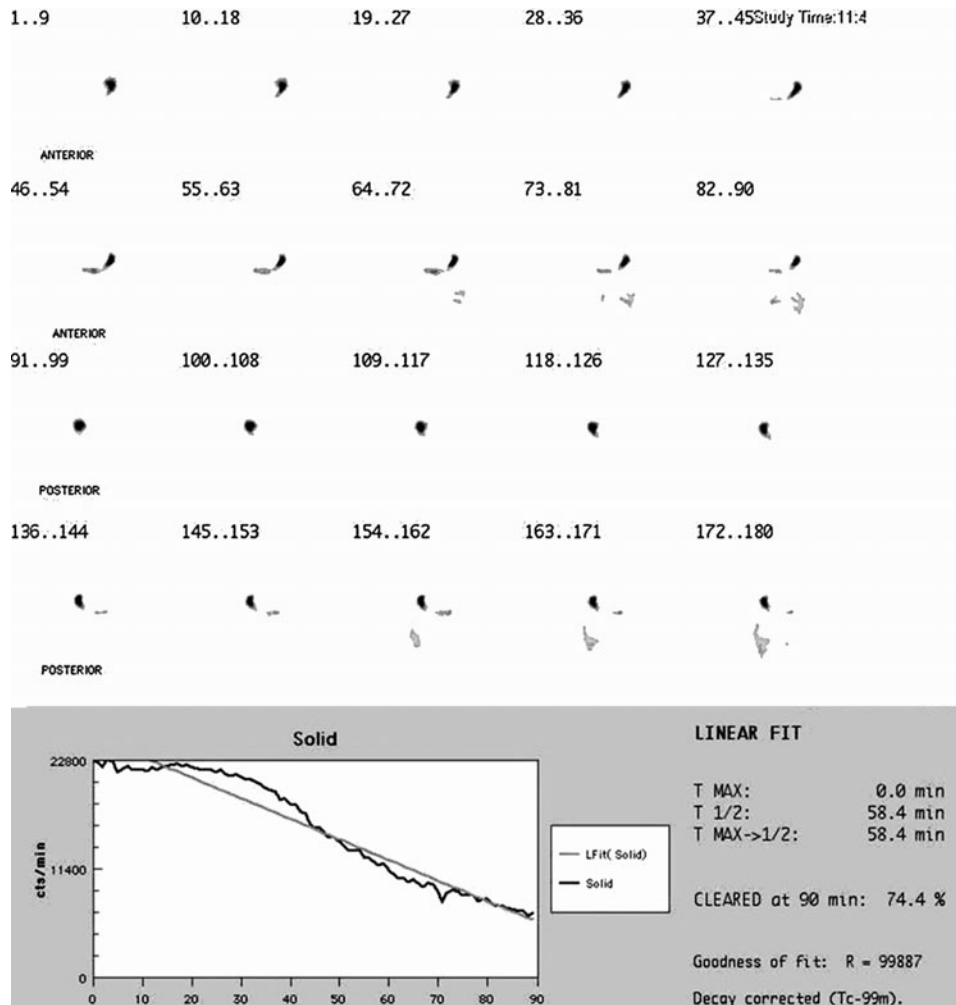 1..9 10..18 19..27 28..36 37..45 Study Time:11:4
ANTERIOR
46..54 55..63 64..72 73..81 82..90
ANTERIOR
91..99 100..108 109..117 118..126 127..135
POSTERIOR
136..144 145..153 154..162 163..171 172..180
POSTERIOR
Solid
22800
11400
0
cts/min
0 10 20 30 40 50 60 70 80 90
LFit( Solid)
Solid
LINEAR FIT
T MAX: 0.0 min
T 1/2: 58.4 min
T MAX->1/2: 58.4 min
CLEARED at 90 min: 74.4 %
Goodness of fit: R = 99887
Decay corrected (Tc-99m).